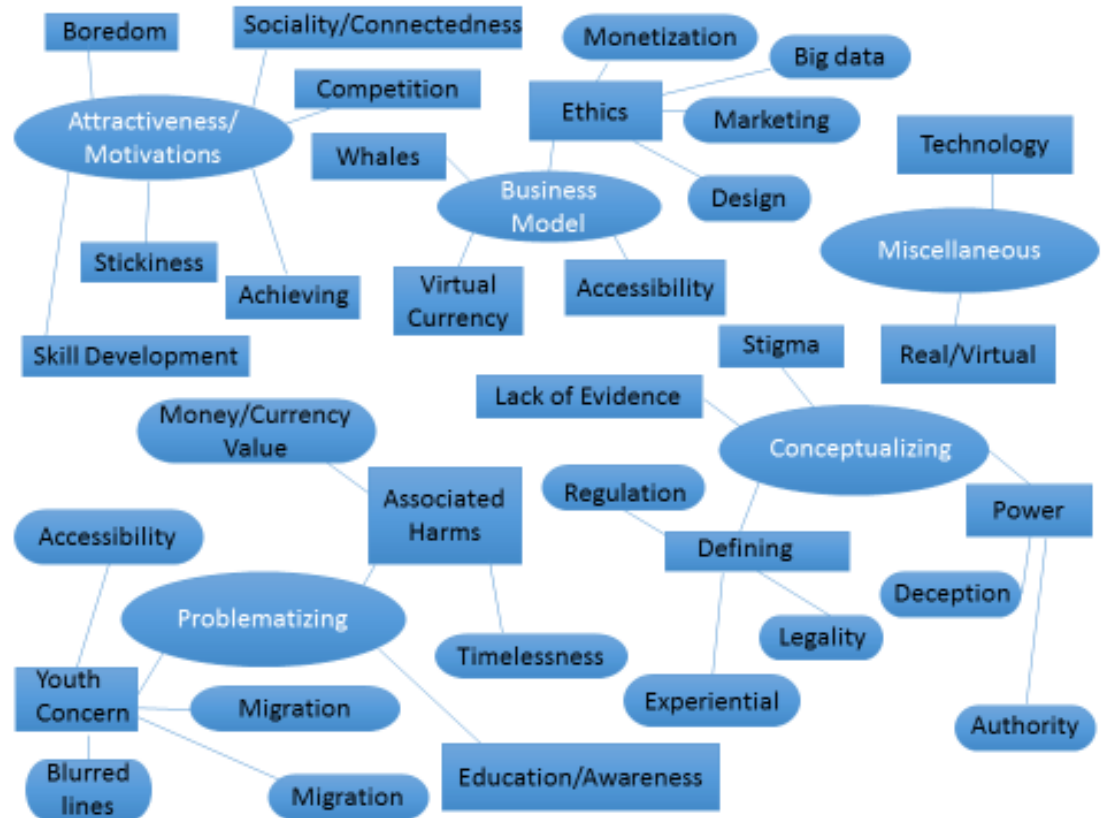 Boredom
Sociality/Connectedness
Competition
Attractiveness/
Motivations
Whales
Stickiness
Achieving
Skill Development
Monetization
Big data
Ethics
Marketing
Business
Model
Design
Virtual
Currency
Accessibility
Technology
Miscellaneous
Real/Virtual
Stigma
Lack of Evidence
Conceptualizing
Regulation
Power
Defining
Deception
Legality
Experiential
Authority
Money/Currency
Value
Associated
Harms
Accessibility
Problematizing
Timelessness
Youth
Concern
Migration
Blurred
lines
Migration
Education/Awareness